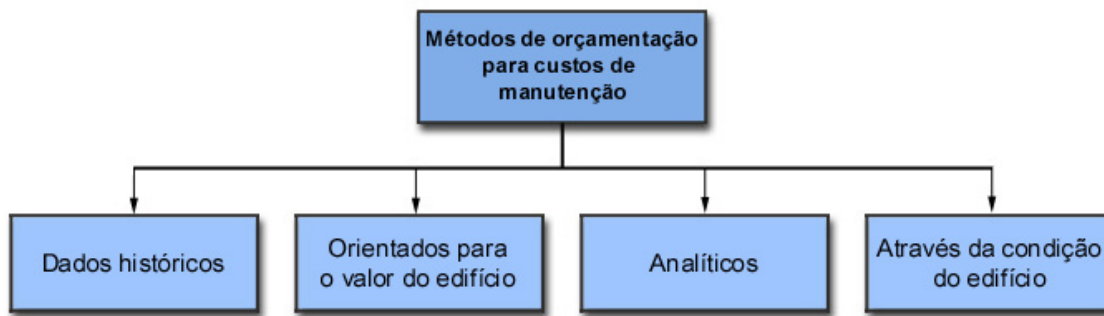 Métodos de orçamentação
para custos de
manutenção
Dados históricos
Orientados para
o valor do edifício
Analíticos
Através da condição
do edifício